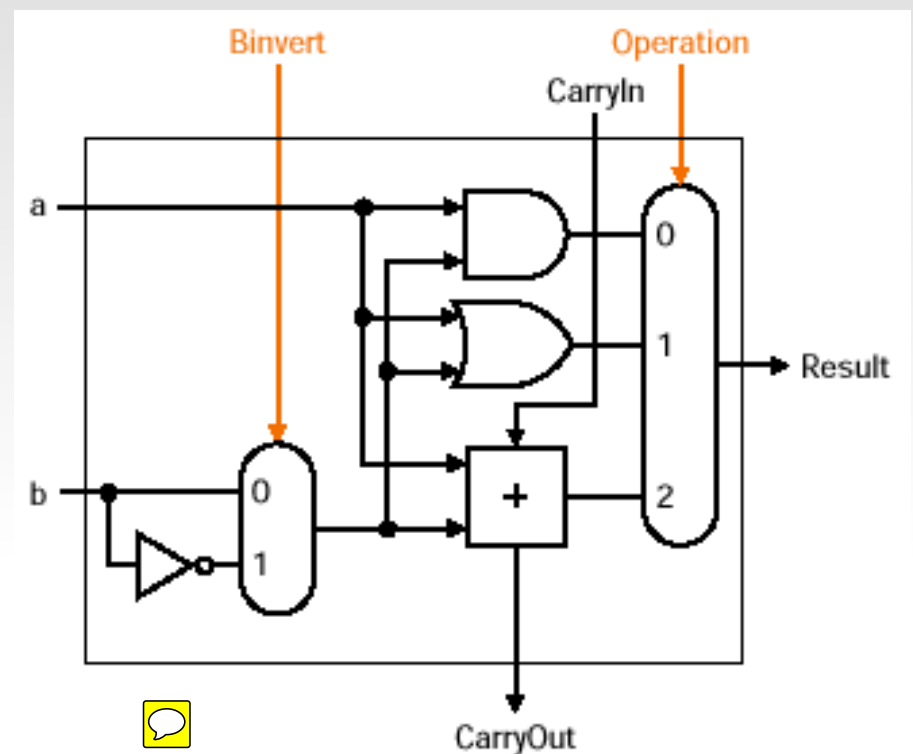 Binvert
Operation
CarryIn
a
0
1
Result
b
0
+
2
1
CarryOut